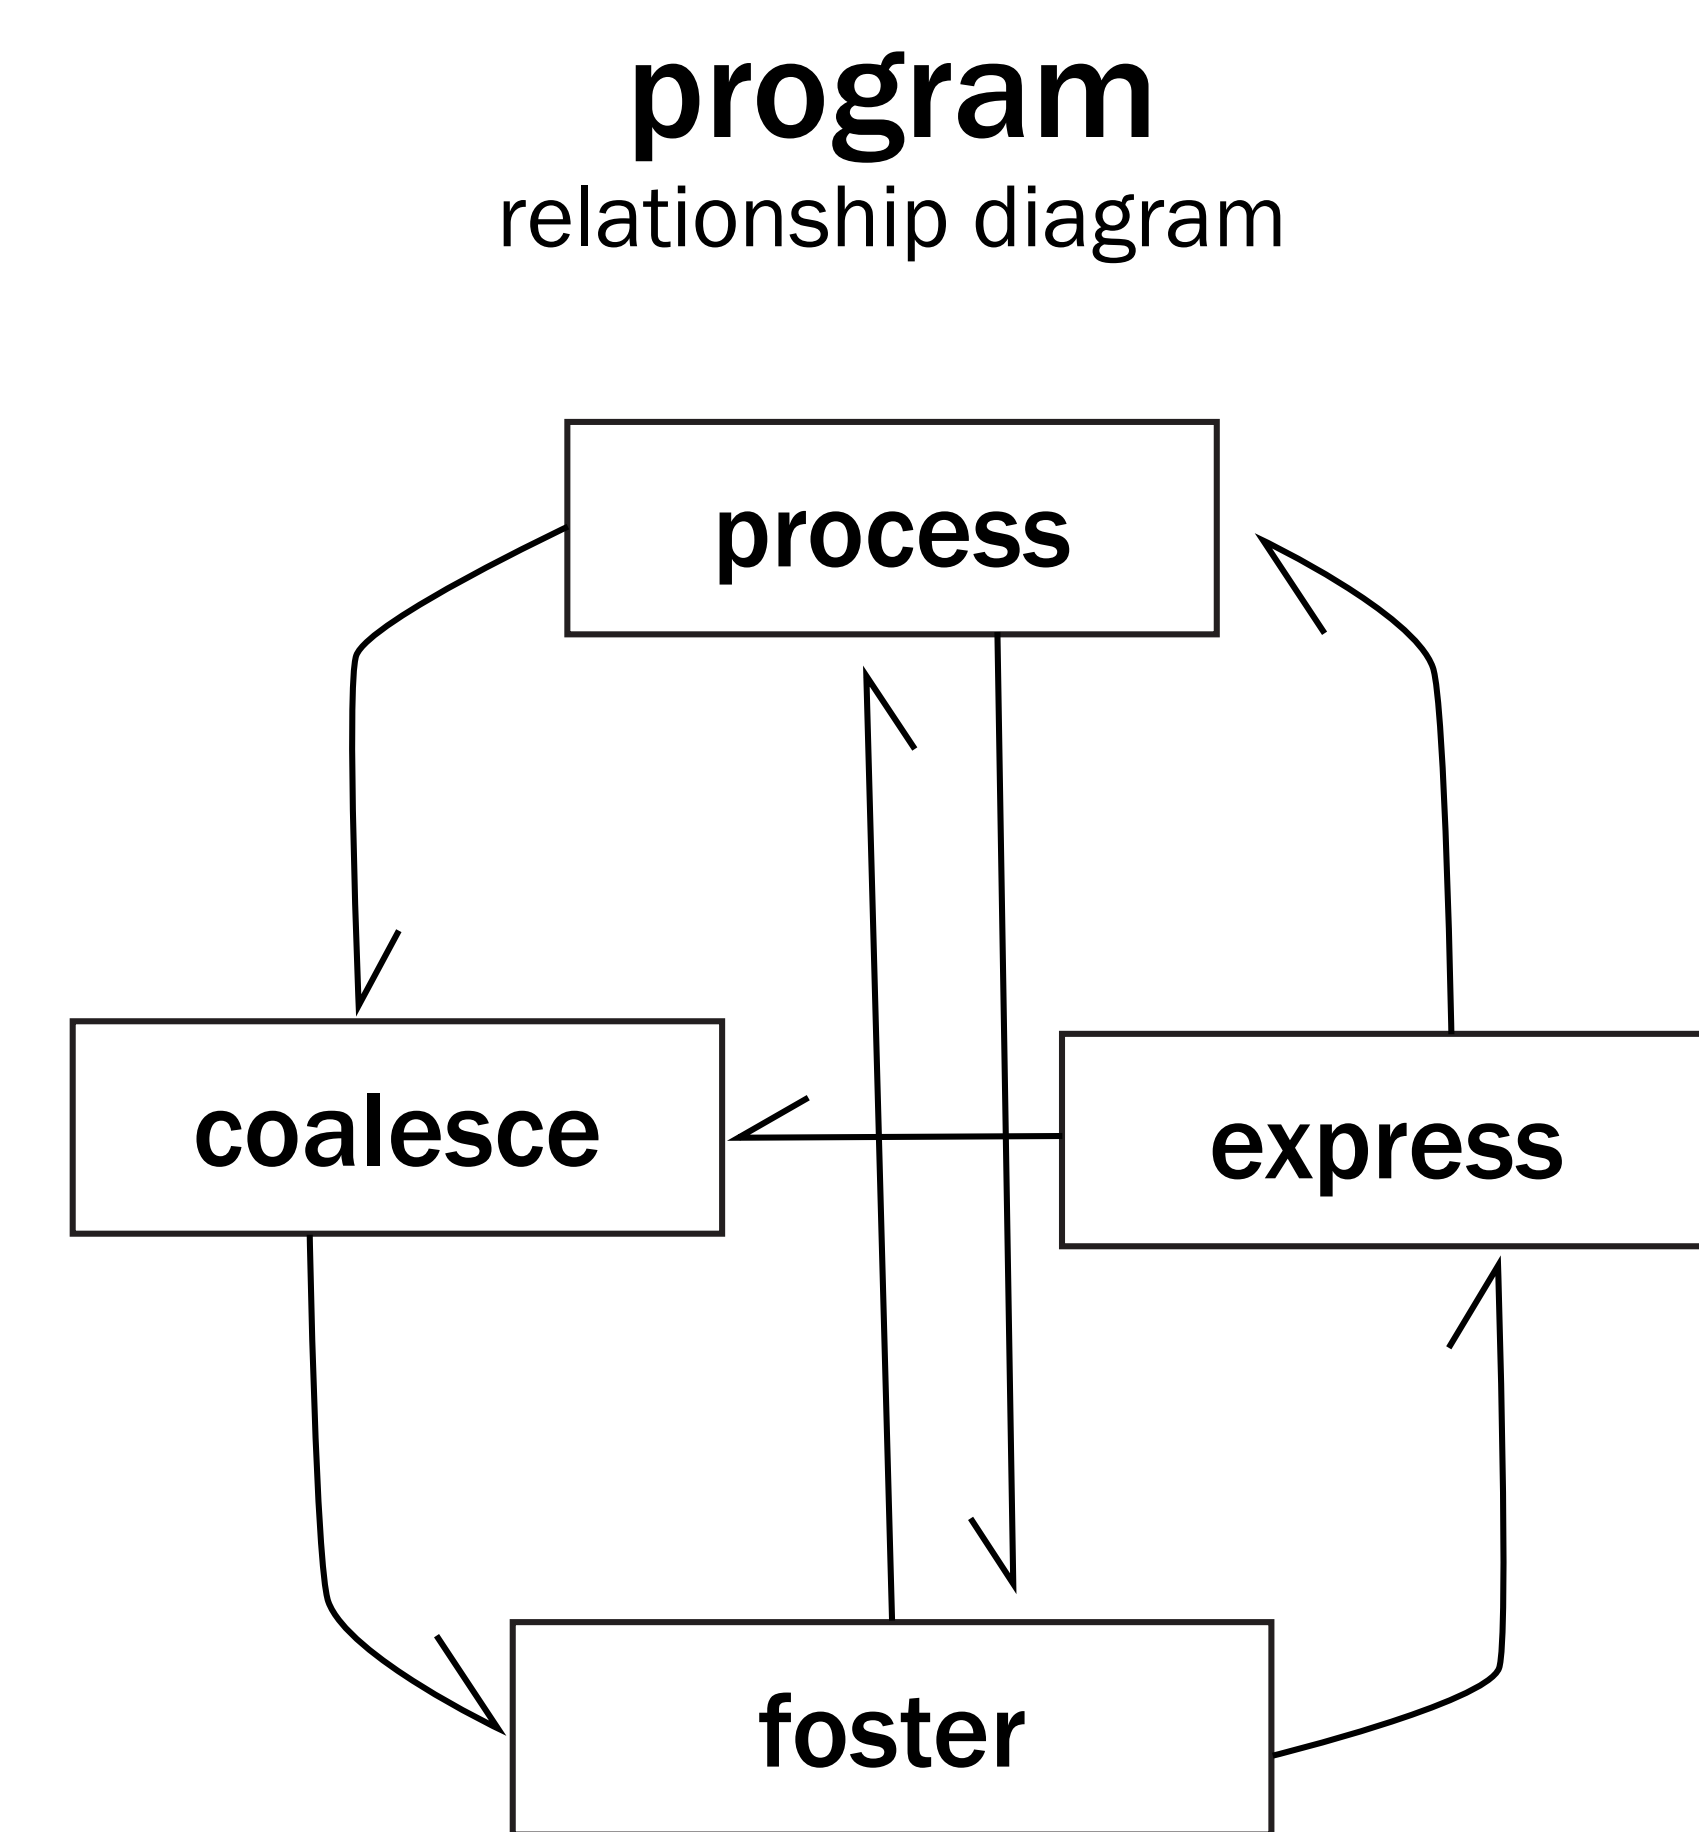 program
relationship diagram
process
coalesce
express
foster